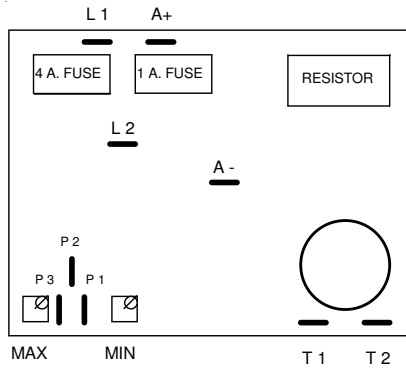 L 1 A+
4 A. FUSE 1 A. FUSE RESISTOR
L 2
A -
P 2
P 3 P 1
MAX MIN T 1 T 2